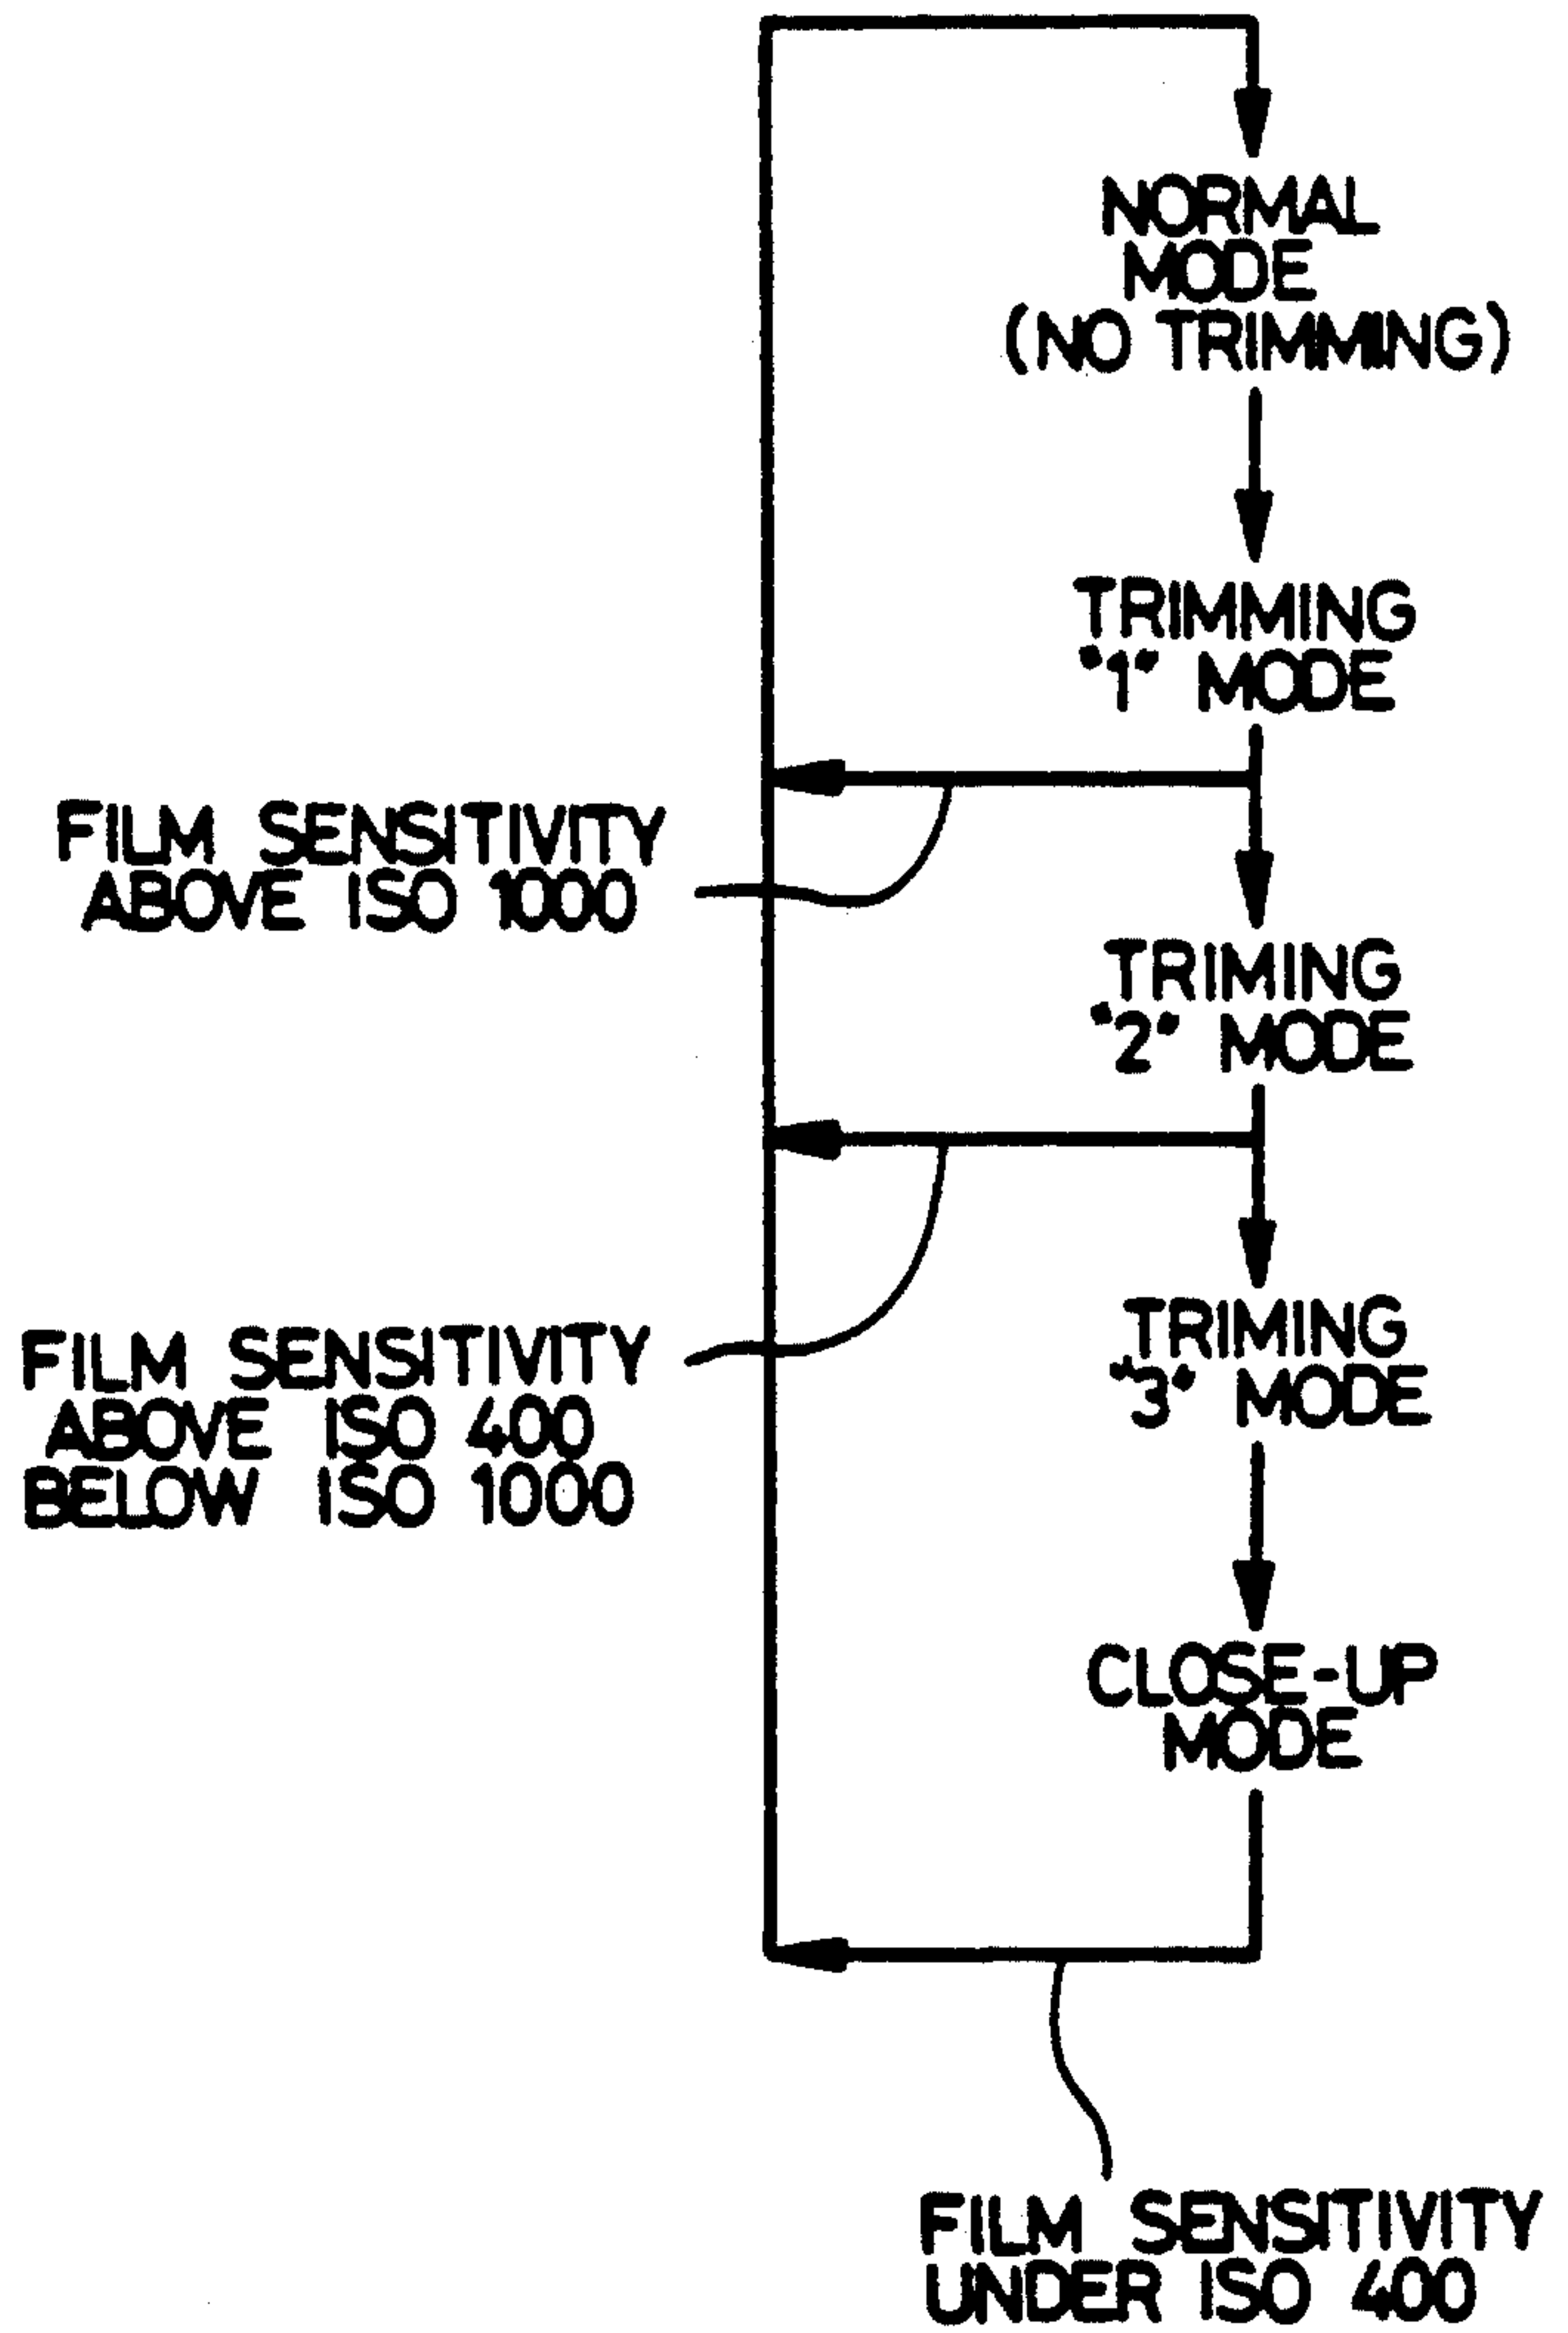 NORMAL
MODE
(NO TRIMMING)
TRIMMING
"1" MODE
FILM SENSITIVITY
ABOVE ISO 1000
TRIMING
"2" MODE
FILM SENSITIVITY
ABOVE ISO 400
BELOW ISO 1000
TRIMING
"3" MODE
CLOSE-UP
MODE
FILM SENSITIVITY
UNDER ISO 400